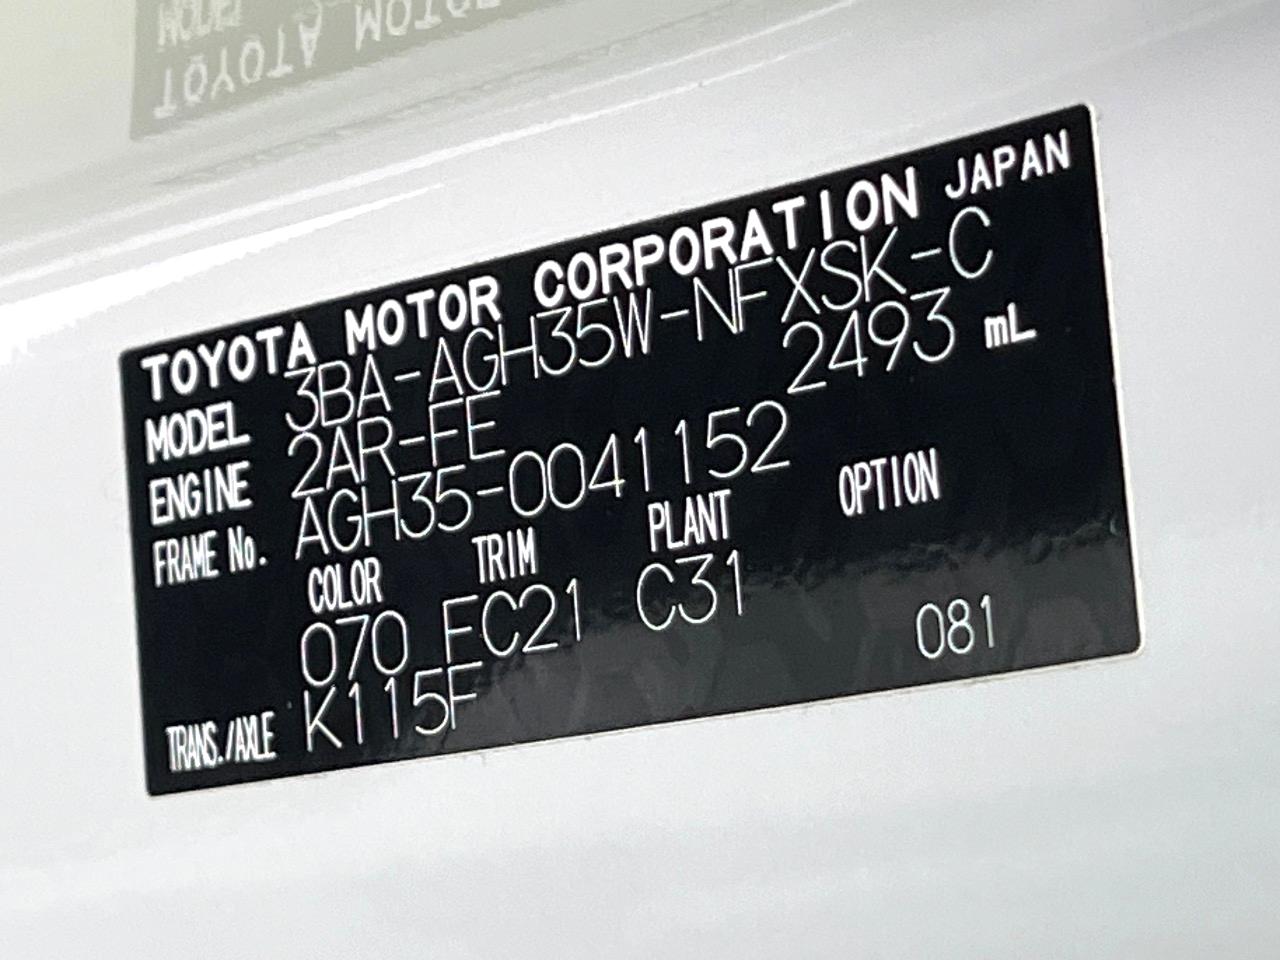 TOYOTA MOTOR CORPORATION JAPAN
MODEL 3BA-AGH35W-NFXSK-C
ENGINE 2AR-FE 2493 mL
FRAME No. AGH35-0041152
COLOR TRIM PLANT OPTION
070 FC21 C31
TRANS./AXLE K115F 081